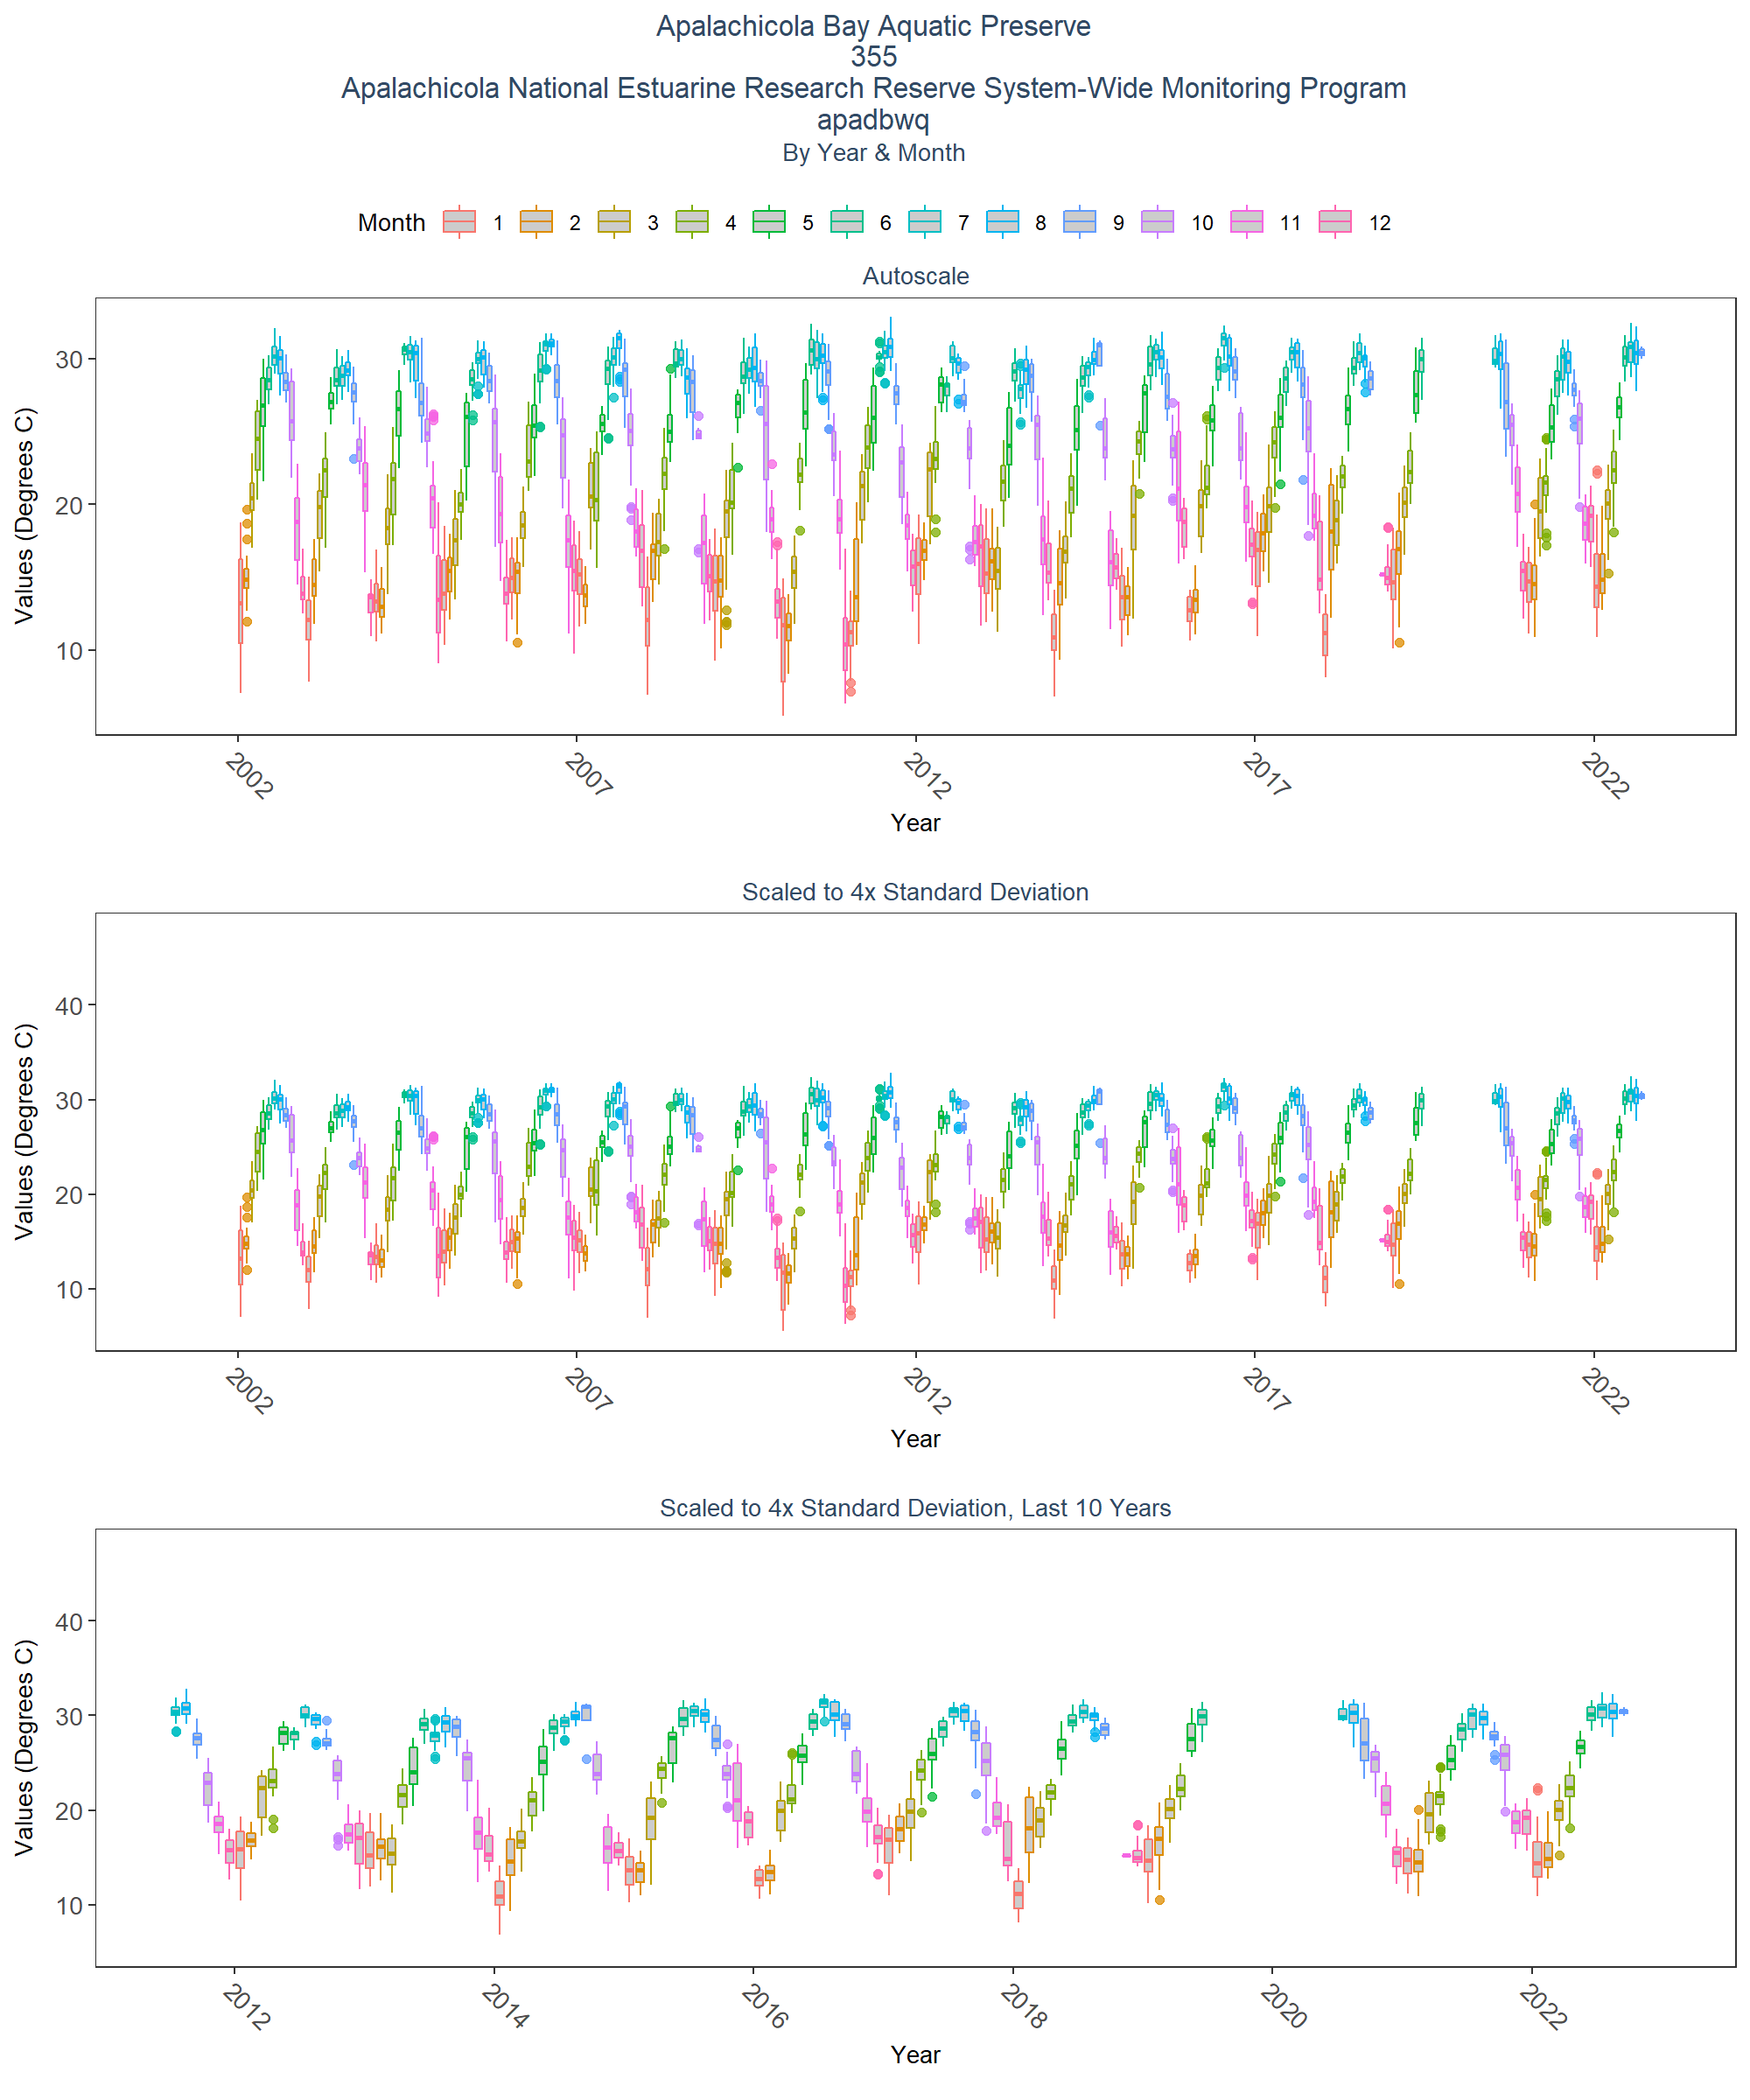 Apalachicola Bay Aquatic Preserve
355
Apalachicola National Estuarine Research Reserve System-Wide Monitoring Program
apadbwq
By Year & Month
Month 1 2 3 4 5 6 7 8 9 10 11 12
Autoscale
Values (Degrees C)
30
20
10
2002 2007 2012 2017 2022
Year
Scaled to 4x Standard Deviation
Values (Degrees C)
40
30
20
10
2002 2007 2012 2017 2022
Year
Scaled to 4x Standard Deviation, Last 10 Years
Values (Degrees C)
40
30
20
10
2012 2014 2016 2018 2020 2022
Year